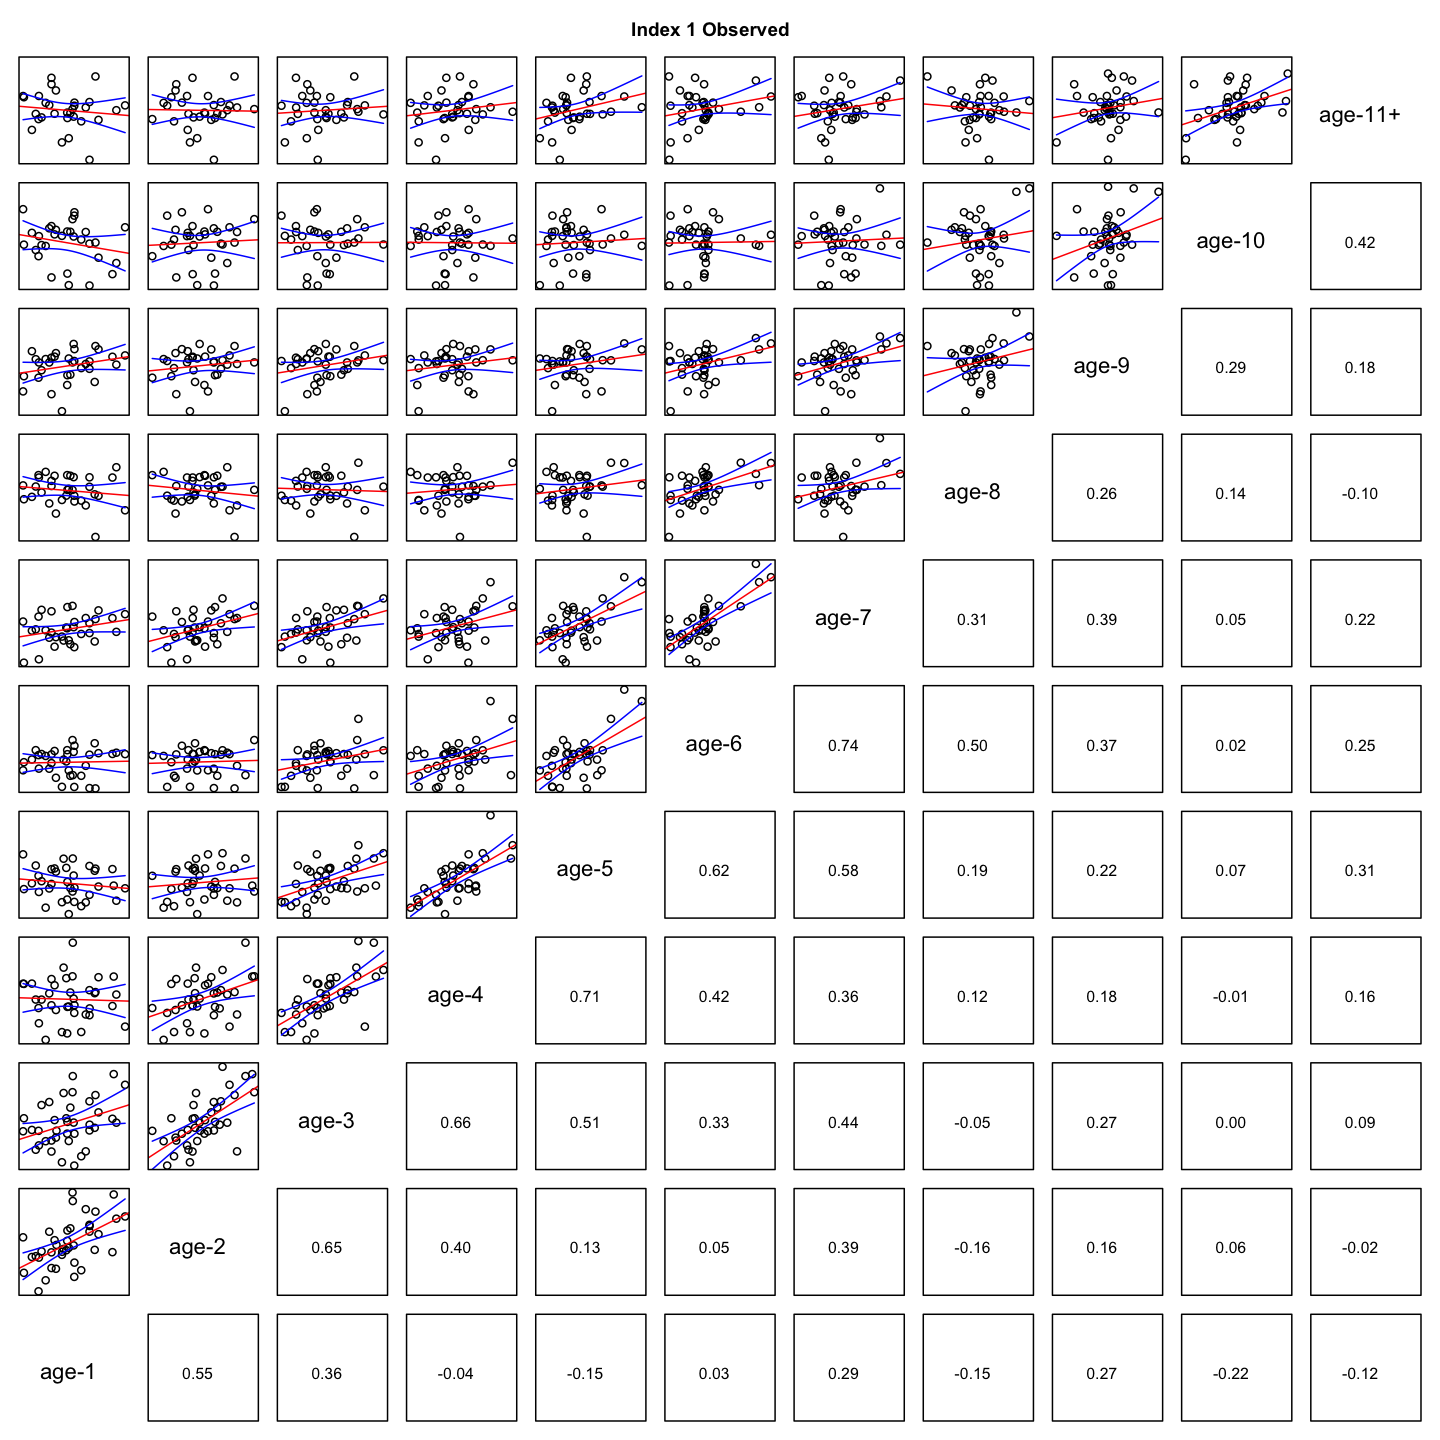 Index 1 Observed
age-11+
age-10 0.42
age-9 0.29 0.18
age-8 0.26 0.14 -0.10
age-7 0.31 0.39 0.05 0.22
age-6 0.74 0.50 0.37 0.02 0.25
age-5 0.62 0.58 0.19 0.22 0.07 0.31
age-4 0.71 0.42 0.36 0.12 0.18 -0.01 0.16
age-3 0.66 0.51 0.33 0.44 -0.05 0.27 0.00 0.09
age-2 0.65 0.40 0.13 0.05 0.39 -0.16 0.16 0.06 -0.02
age-1 0.55 0.36 -0.04 -0.15 0.03 0.29 -0.15 0.27 -0.22 -0.12